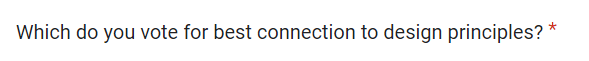 Which do you vote for best connection to design principles? *